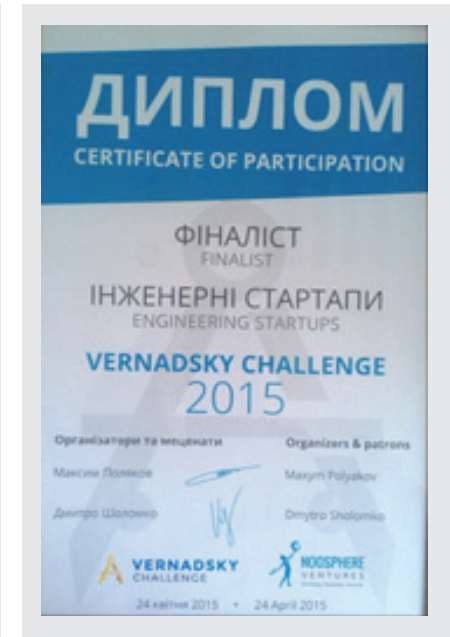 ДИПЛОМ
CERTIFICATE OF PARTICIPATION
ФІНАЛІСТ
FINALIST
ІНЖЕНЕРНІ СТАРТАПИ
ENGINEERING STARTUPS
VERNADSKY CHALLENGE
2015
Організатори та меценати Organizers & patrons
Максим Поляков Maxym Polyakov
Дмитро Шоломко Dmytro Sholomko
VERNADSKY
CHALLENGE
NOOSPHERE
VENTURES
24 квітня 2015 • 24 April 2015